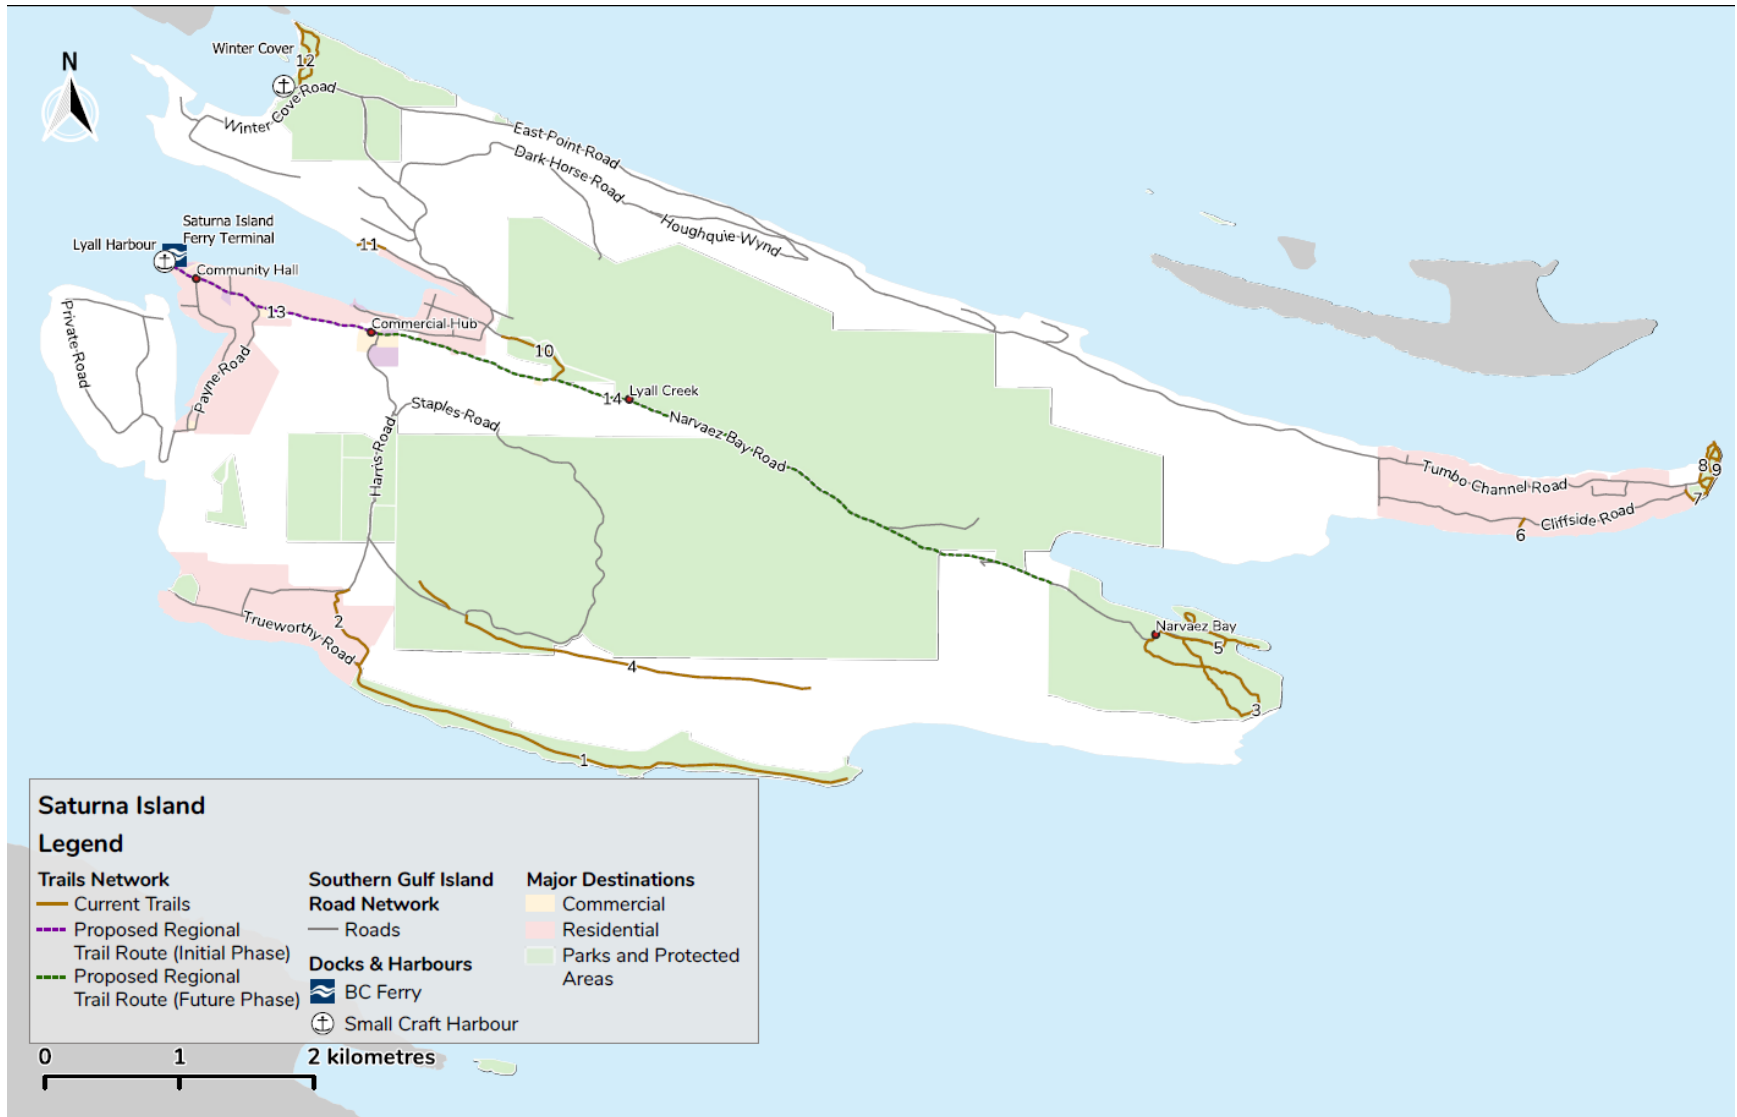 Winter Cover
12
N
Winter Cove Road
East Point Road
Dark Horse Road
Houghquie Wynd
Saturna Island
Ferry Terminal
Lyall Harbour
11
Community Hall
13
Commercial Hub
Private Road
Payne Road
10
14
Lyall Creek
Staples Road
Narvaez Bay Road
Harris Road
Tumbo Channel Road
8
9
7
Cliffside Road
6
2
Trueworthy Road
Narvaez Bay
5
4
3
1
Saturna Island
Legend
Trails Network
Current Trails
Proposed Regional
Trail Route (Initial Phase)
Proposed Regional
Trail Route (Future Phase)
Southern Gulf Island
Road Network
Roads
Docks & Harbours
BC Ferry
Small Craft Harbour
Major Destinations
Commercial
Residential
Parks and Protected
Areas
0 1 2 kilometres